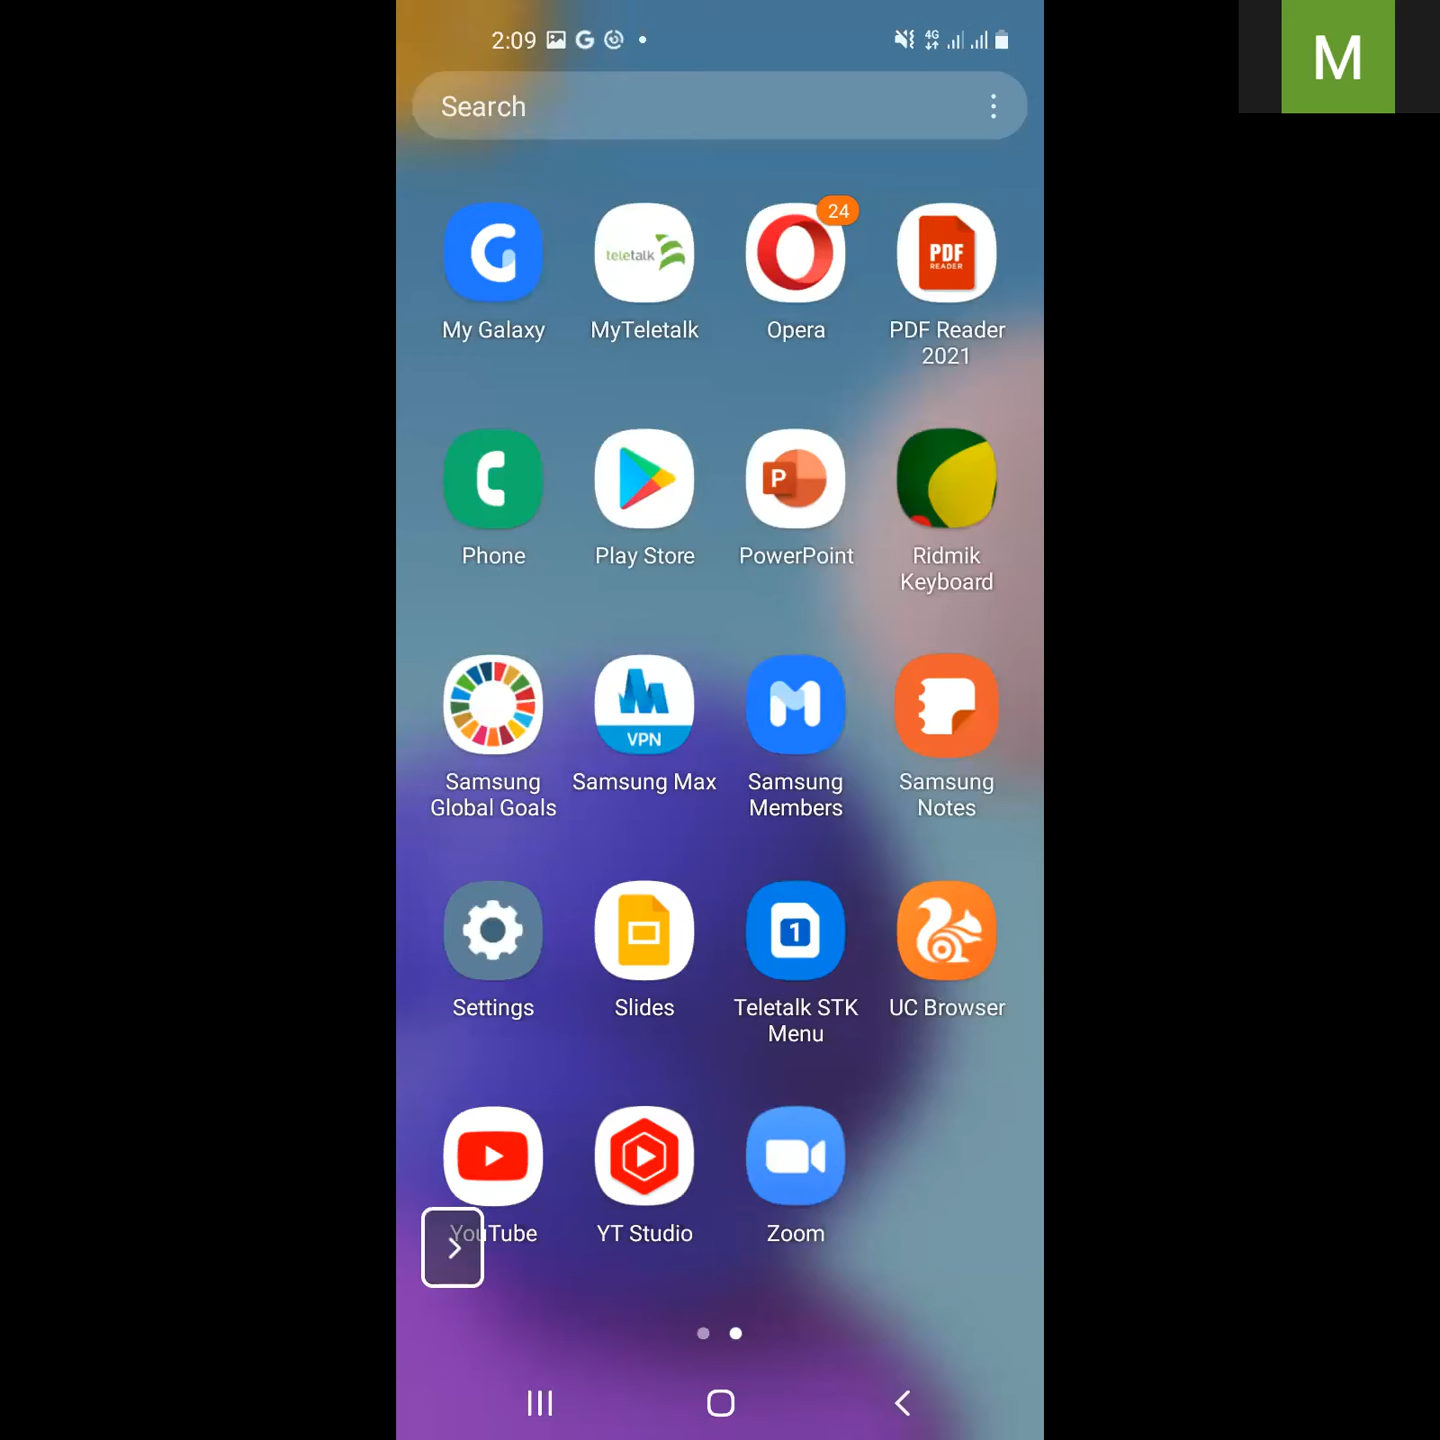 2:09
4G
M
Search
24
teletalk
PDF
READER
My Galaxy
MyTeletalk
Opera
PDF Reader
2021
P
Phone
Play Store
PowerPoint
Ridmik
Keyboard
VPN
Samsung
Global Goals
Samsung Max
Samsung
Members
Samsung
Notes
1
Settings
Slides
Teletalk STK
Menu
UC Browser
YouTube
YT Studio
Zoom